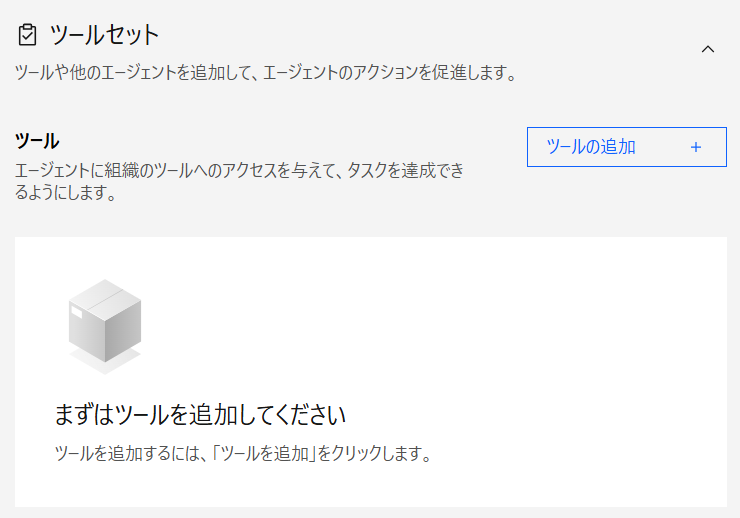 ツールセット
ツールや他のエージェントを追加して、エージェントのアクションを促進します。
ツール
ツールの追加 +
エージェントに組織のツールへのアクセスを与えて、タスクを達成でき
るようにします。
まずはツールを追加してください
ツールを追加するには、「ツールを追加」をクリックします。